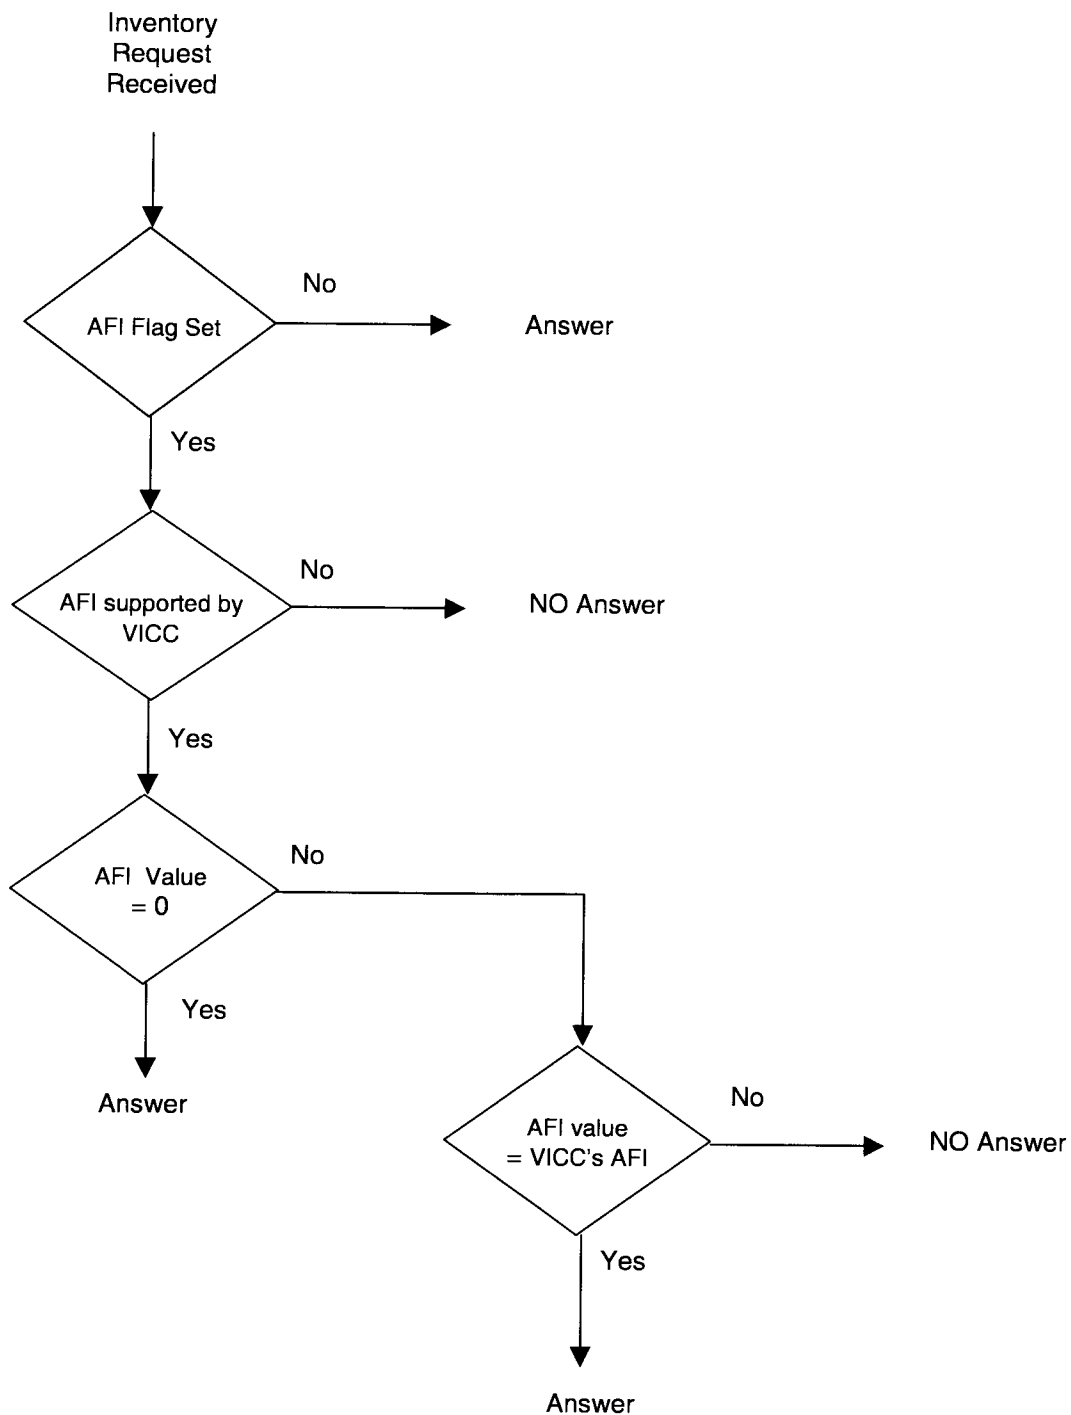 Inventory
Request
Received
No
AFI Flag Set
Answer
Yes
No
AFI supported by
VICC
NO Answer
Yes
No
AFI Value
= 0
Yes
Answer
No
AFI value
= VICC's AFI
NO Answer
Yes
Answer